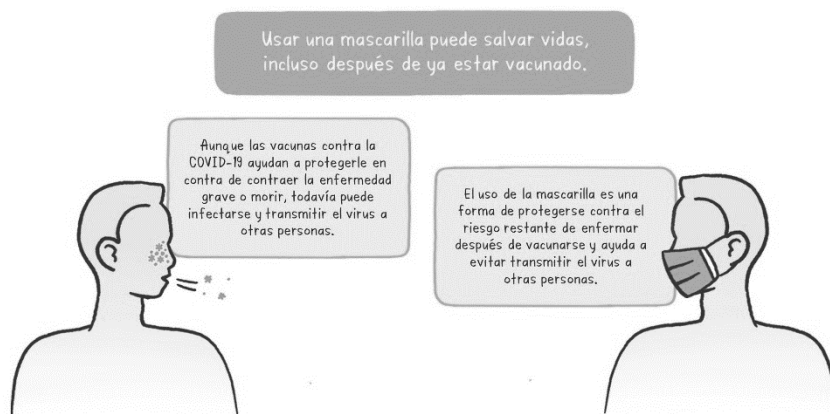 Usar una mascarilla puede salvar vidas,
incluso después de ya estar vacunado.
Aunque las vacunas contra la
COVID-19 ayudan a protegerle en
contra de contraer la enfermedad
grave o morir, todavía puede
infectarse y transmitir el virus a
otras personas.
El uso de la mascarilla es una
forma de protegerse contra el
riesgo restante de enfermar
después de vacunarse y ayuda a
evitar transmitir el virus a
otras personas.